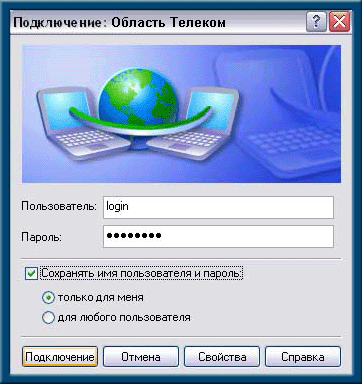 Подключение: Область Телеком
Пользователь: login
Пароль: ••••••••
Сохранять имя пользователя и пароль:
только для меня
для любого пользователя
Подключение Отмена Свойства Справка